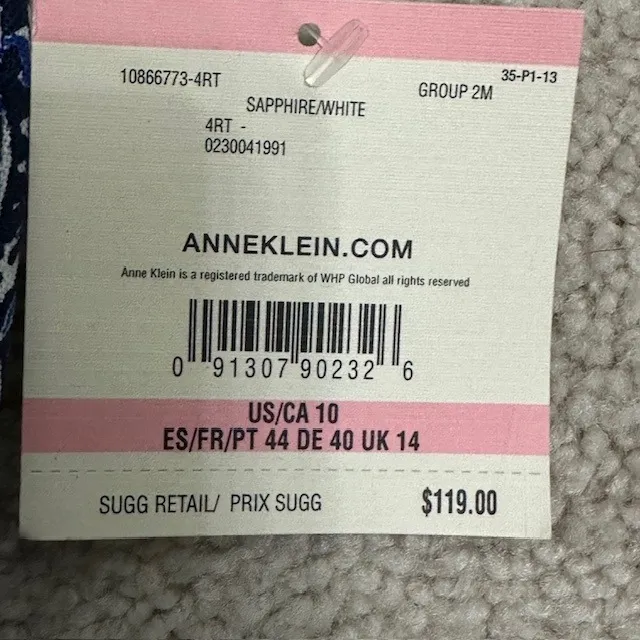 35-P1-13
10866773-4RT
GROUP 2M
SAPPHIRE/WHITE
4RT -
0230041991
ANNEKLEIN.COM
Anne Klein is a registered trademark of WHP Global all rights reserved
0 91307 90232 6
US/CA 10
ES/FR/PT 44 DE 40 UK 14
SUGG RETAIL/ PRIX SUGG $119.00